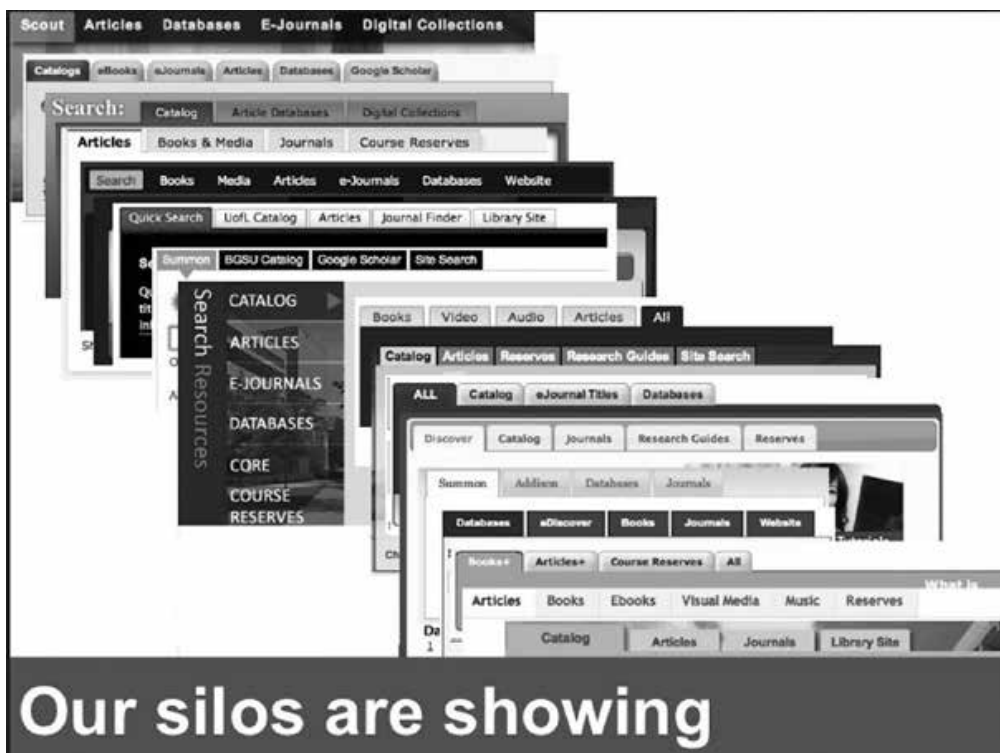 Scout Articles Databases E-Journals Digital Collections
Catalogs eBooks eJournals Articles Databases Google Scholar
Search: Catalog Article Databases Digital Collections
Articles Books & Media Journals Course Reserves
Search Books Media Articles e-Journals Databases Website
Quick Search UofL Catalog Articles Journal Finder Library Site
Summon BGSU Catalog Google Scholar Site Search
Search Resources
CATALOG
ARTICLES
E-JOURNALS
DATABASES
CORE
COURSE
RESERVES
Books Video Audio Articles All
Catalog Articles Reserves Research Guides Site Search
ALL Catalog eJournal Titles Databases
Discover Catalog Journals Research Guides Reserves
Summon Addison Databases Journals
Databases eDiscover Books Journals Website
Books+ Articles+ Course Reserves All
What is
Articles Books Ebooks Visual Media Music Reserves
Catalog Articles Journals Library Site
Our silos are showing